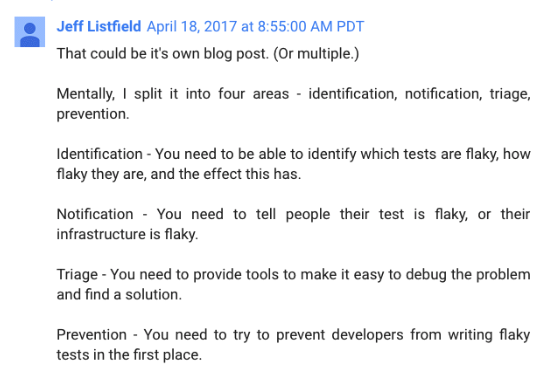 Jeff Listfield April 18, 2017 at 8:55:00 AM PDT
That could be it's own blog post. (Or multiple.)
Mentally, I split it into four areas - identification, notification, triage,
prevention.
Identification - You need to be able to identify which tests are flaky, how
flaky they are, and the effect this has.
Notification - You need to tell people their test is flaky, or their
infrastructure is flaky.
Triage - You need to provide tools to make it easy to debug the problem
and find a solution.
Prevention - You need to try to prevent developers from writing flaky
tests in the first place.